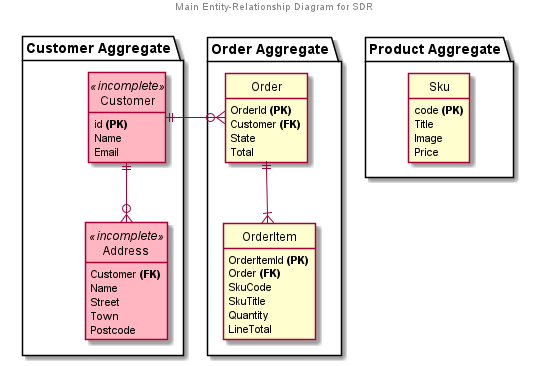 Main Entity-Relationship Diagram for SDR
Customer Aggregate
«incomplete»
Customer
id (PK)
Name
Email
«incomplete»
Address
Customer (FK)
Name
Street
Town
Postcode
Order Aggregate
Order
OrderId (PK)
Customer (FK)
State
Total
OrderItem
OrderItemId (PK)
Order (FK)
SkuCode
SkuTitle
Quantity
LineTotal
Product Aggregate
Sku
code (PK)
Title
Image
Price